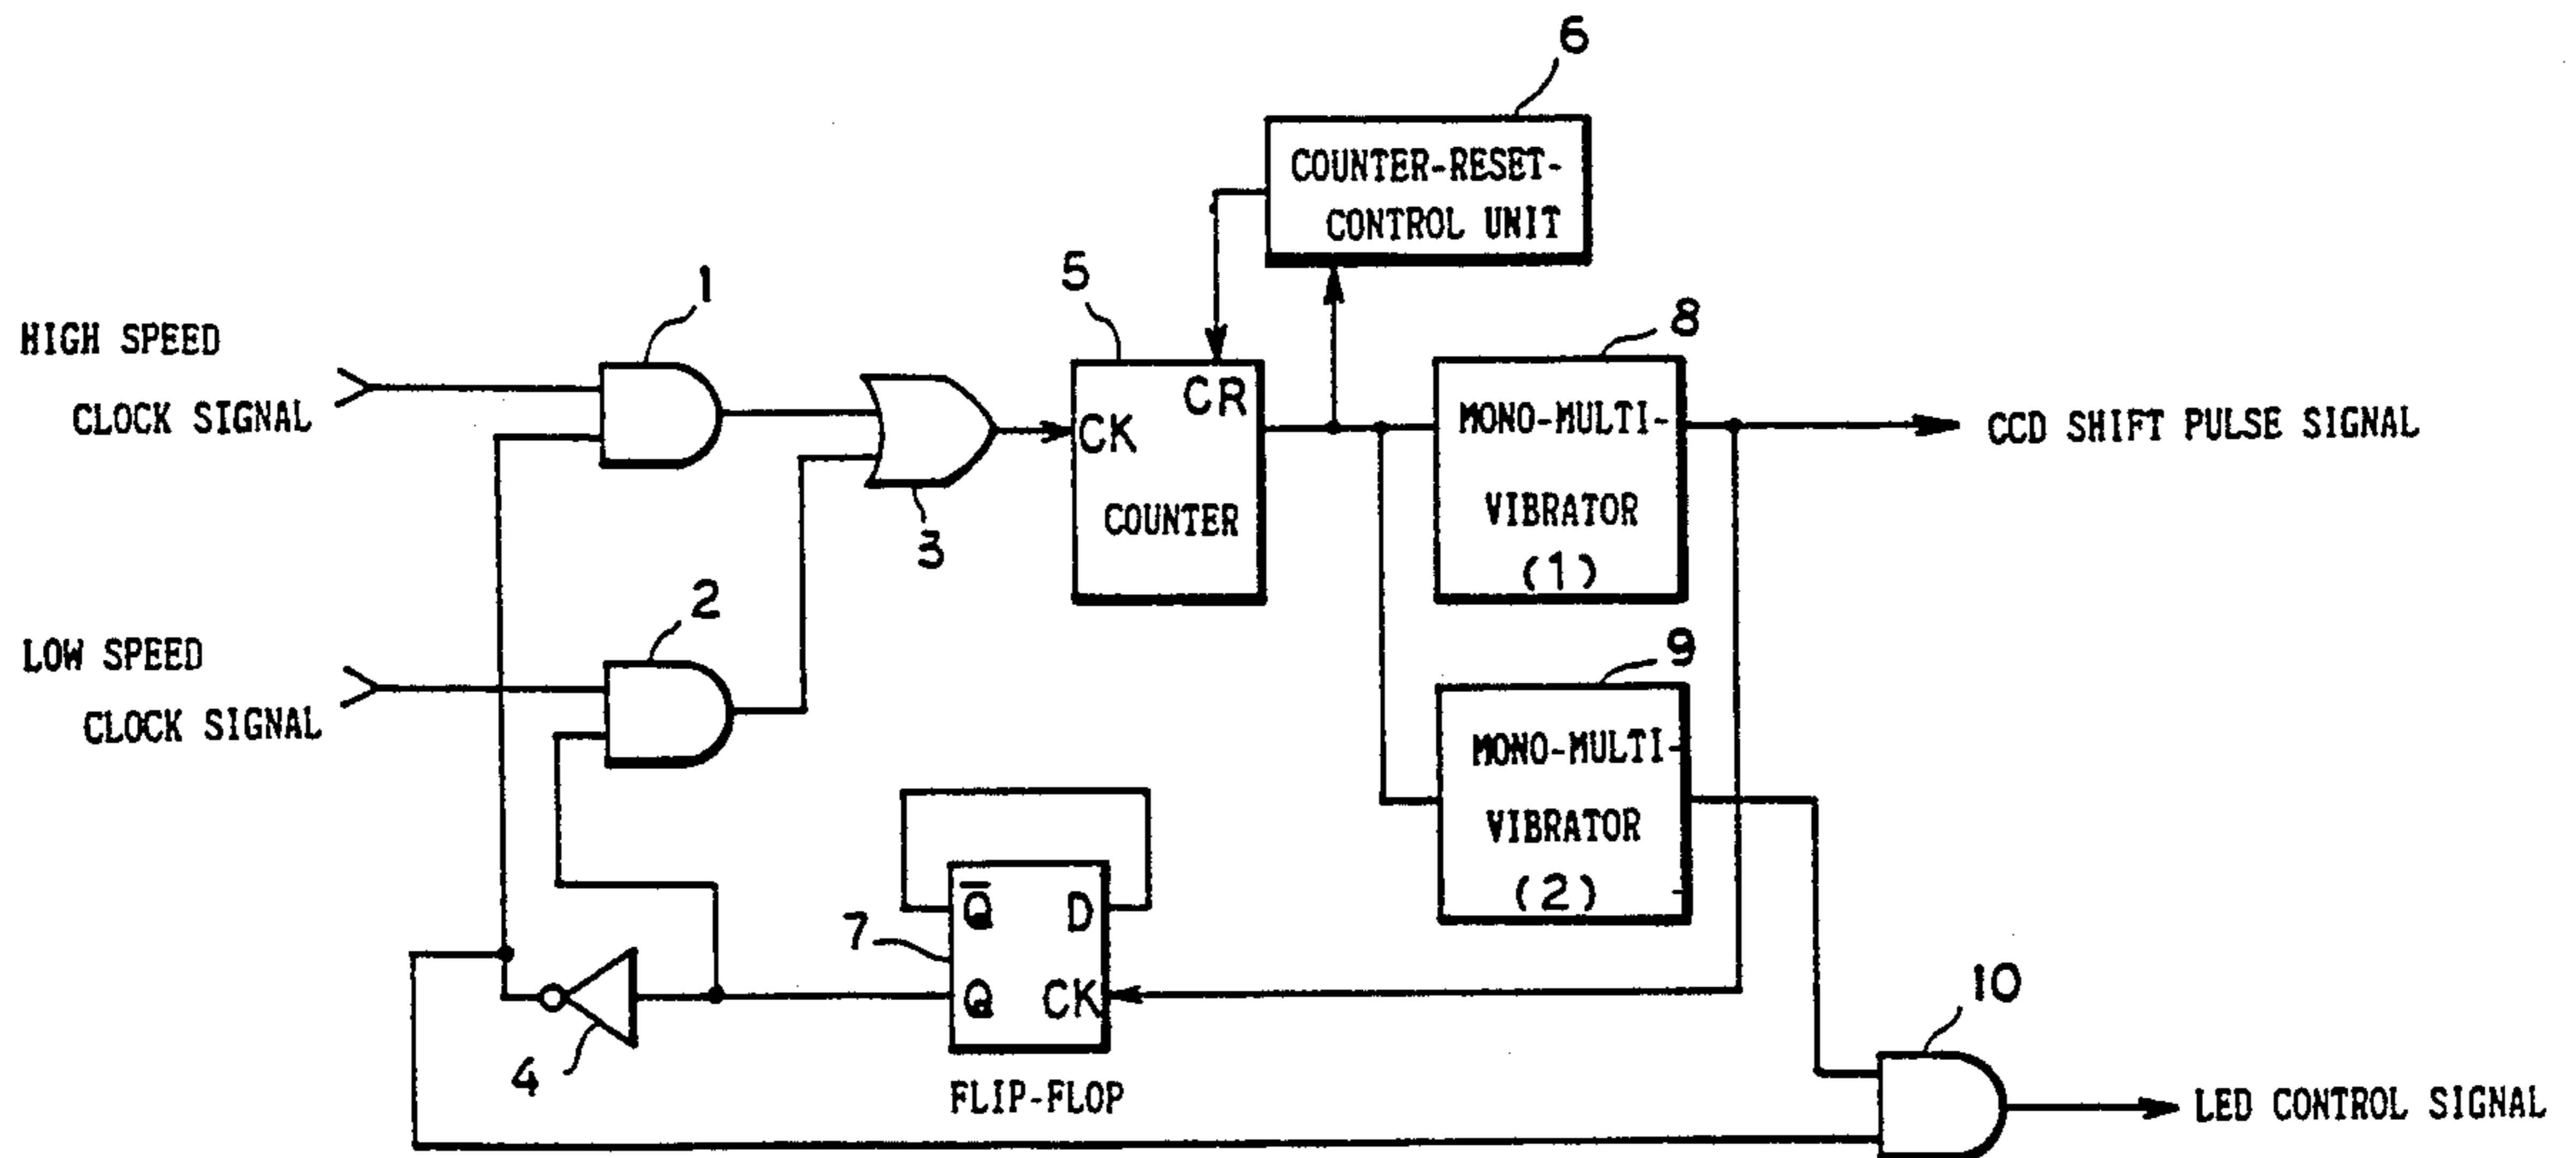 6
COUNTER-RESET-
CONTROL UNIT
5
1
8
HIGH SPEED
CLOCK SIGNAL
CR
CK
COUNTER
3
MONO-MULTI-
VIBRATOR
(1)
CCD SHIFT PULSE SIGNAL
2
LOW SPEED
CLOCK SIGNAL
9
MONO-MULTI-
VIBRATOR
(2)
7
Q̅
D
Q
CK
FLIP-FLOP
4
10
LED CONTROL SIGNAL